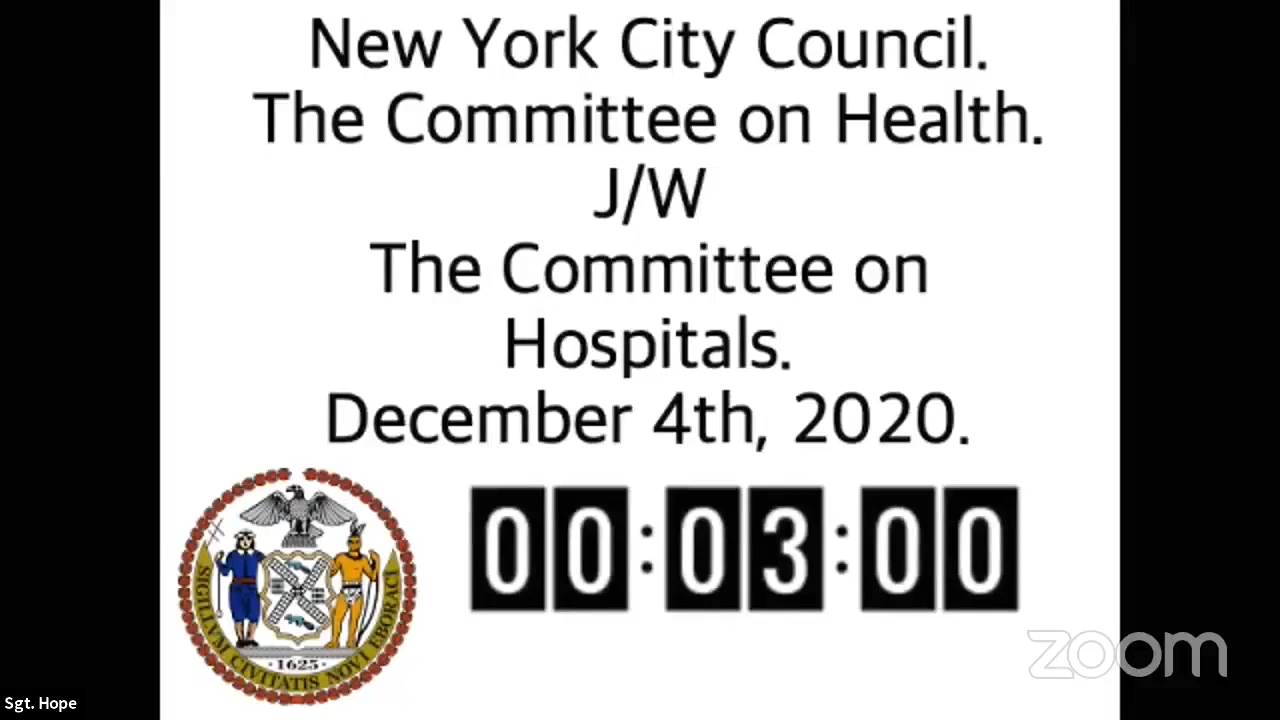 New York City Council.
The Committee on Health.
J/W
The Committee on
Hospitals.
December 4th, 2020.
00:03:00
SIGILLVM CIVITATIS NOVI EBORACI
·1625·
zoom
Sgt. Hope